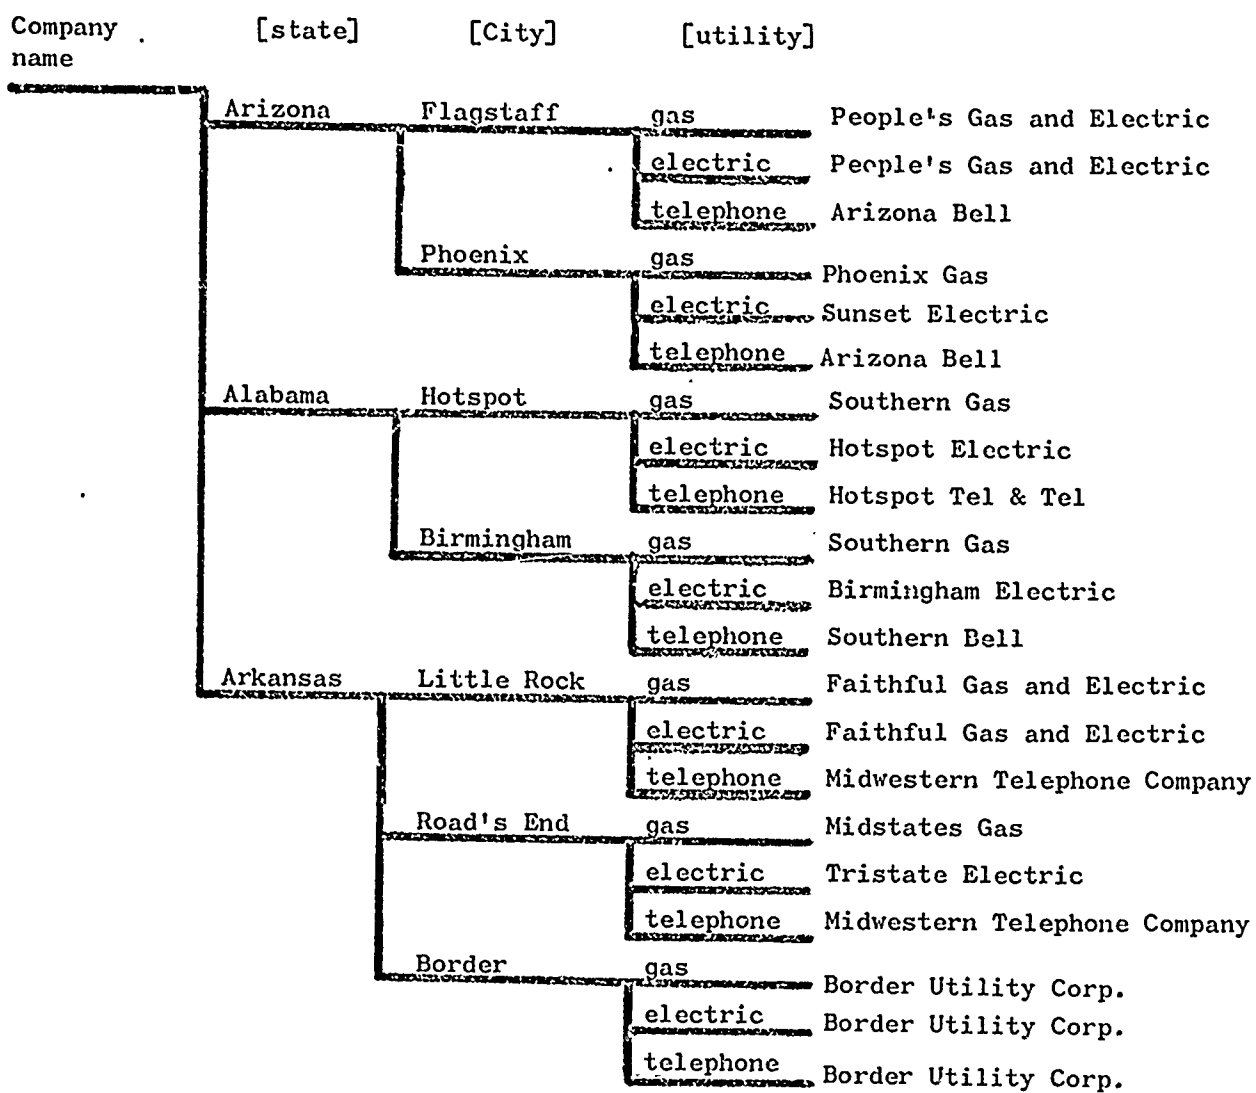 Company [state] [City] [utility]
name
Arizona Flagstaff gas People's Gas and Electric
electric People's Gas and Electric
telephone Arizona Bell
Phoenix gas Phoenix Gas
electric Sunset Electric
telephone Arizona Bell
Alabama Hotspot gas Southern Gas
electric Hotspot Electric
telephone Hotspot Tel & Tel
Birmingham gas Southern Gas
electric Birmingham Electric
telephone Southern Bell
Arkansas Little Rock gas Faithful Gas and Electric
electric Faithful Gas and Electric
telephone Midwestern Telephone Company
Road's End gas Midstates Gas
electric Tristate Electric
telephone Midwestern Telephone Company
Border gas Border Utility Corp.
electric Border Utility Corp.
telephone Border Utility Corp.